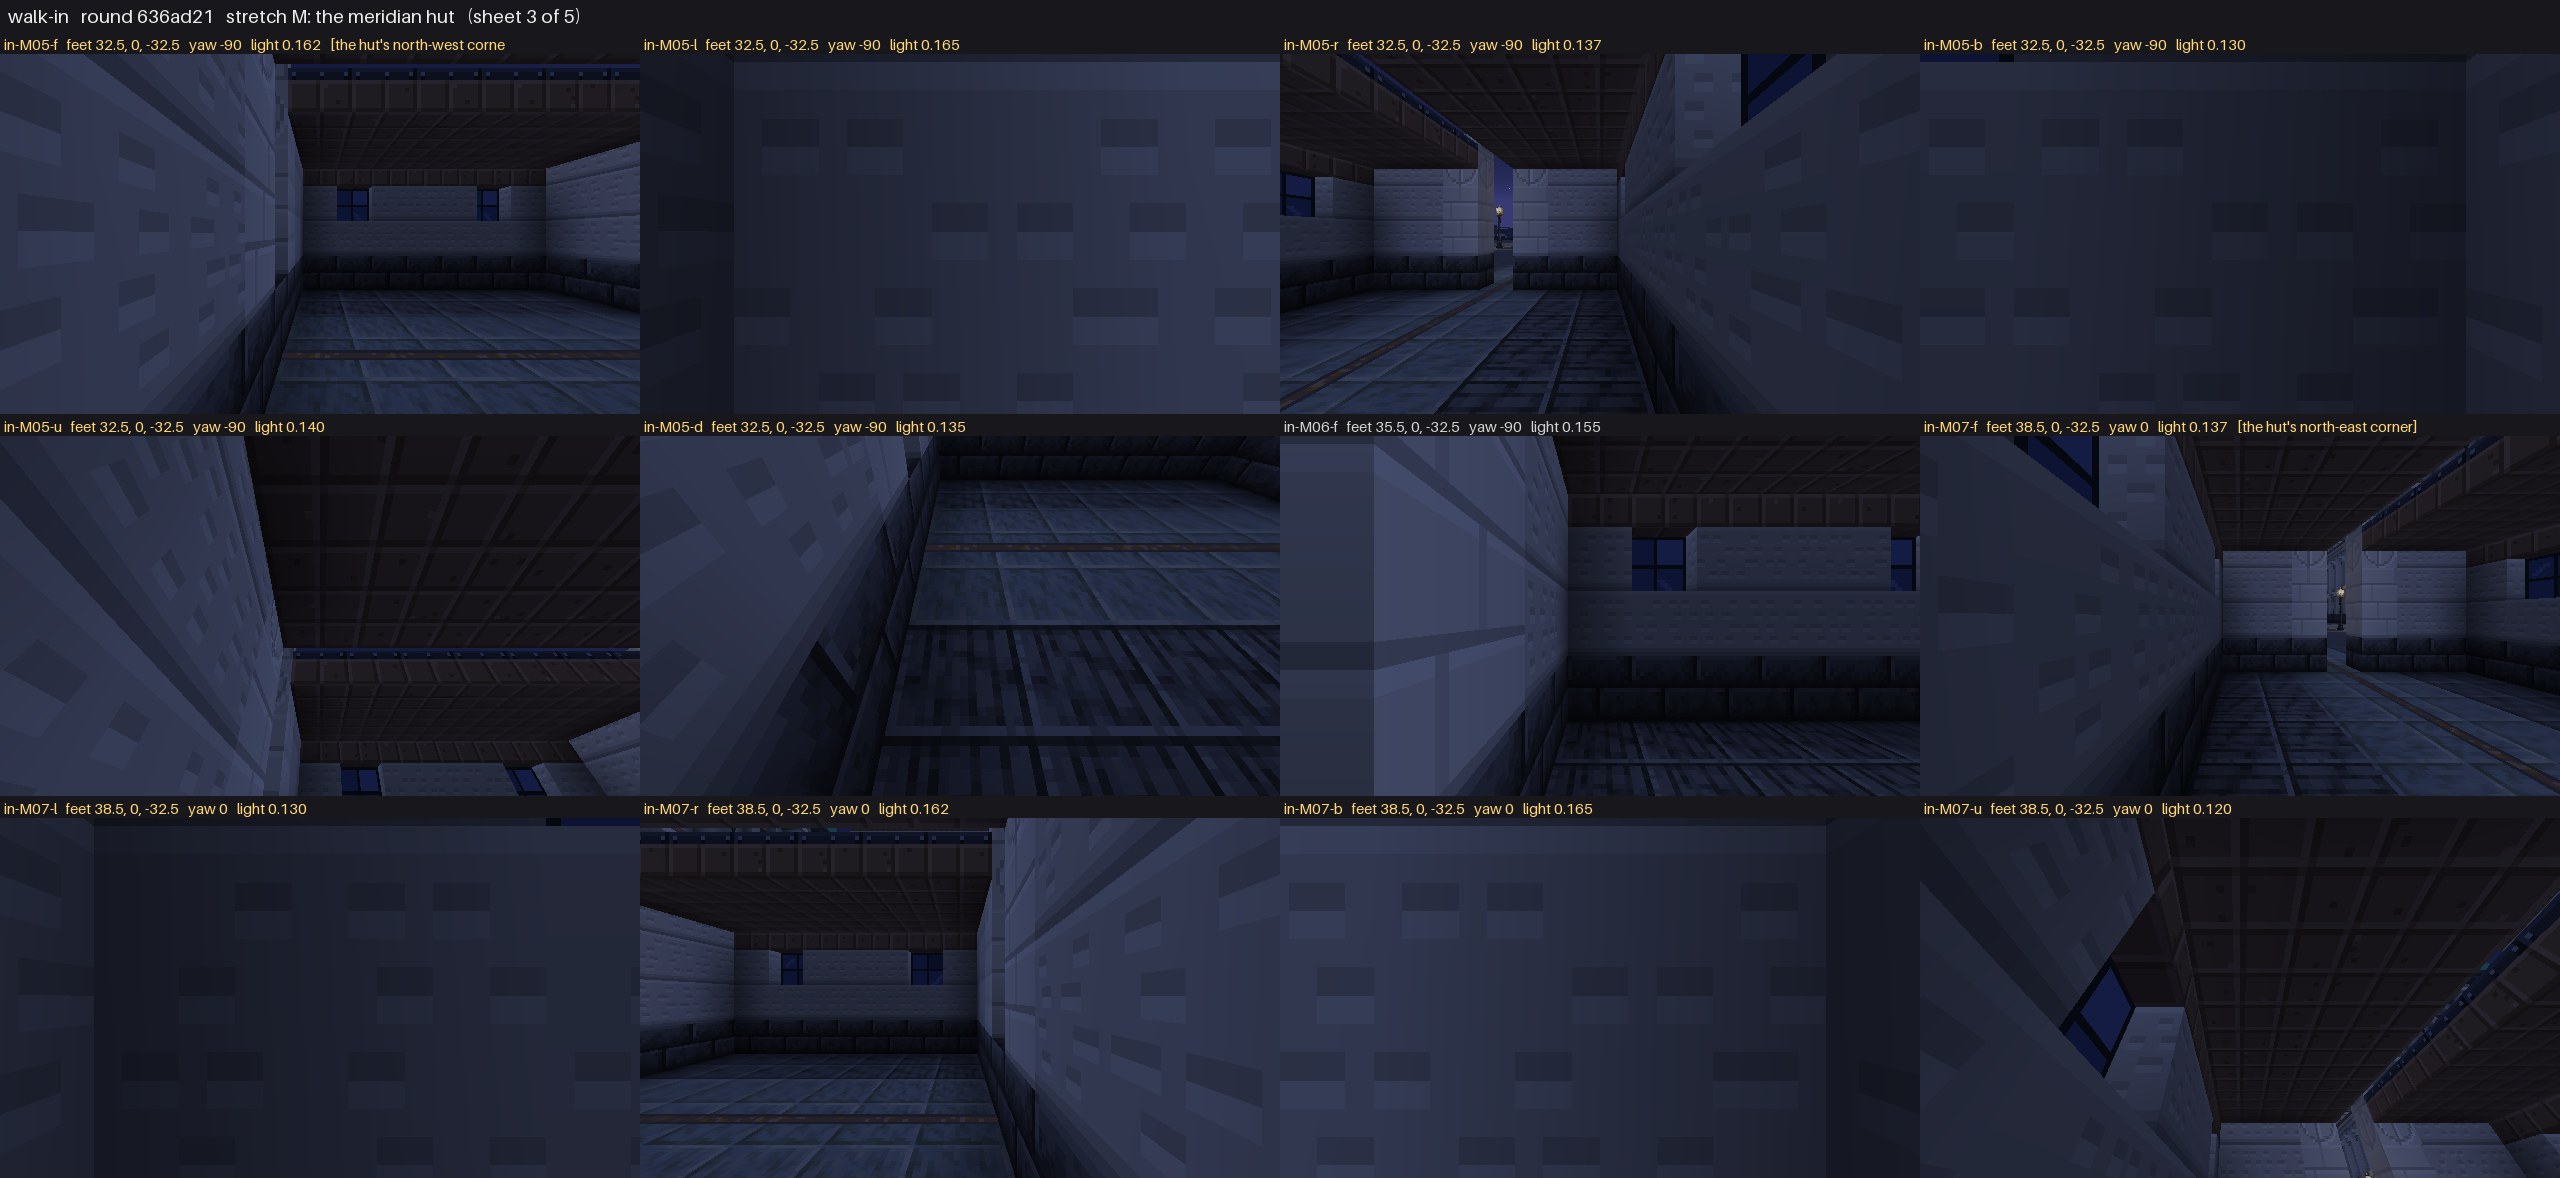 walk-in round 636ad21 stretch M: the meridian hut (sheet 3 of 5)
in-M05-f feet 32.5, 0, -32.5 yaw -90 light 0.162 [the hut's north-west corne
in-M05-l feet 32.5, 0, -32.5 yaw -90 light 0.165
in-M05-r feet 32.5, 0, -32.5 yaw -90 light 0.137
in-M05-b feet 32.5, 0, -32.5 yaw -90 light 0.130
in-M05-u feet 32.5, 0, -32.5 yaw -90 light 0.140
in-M05-d feet 32.5, 0, -32.5 yaw -90 light 0.135
in-M06-f feet 35.5, 0, -32.5 yaw -90 light 0.155
in-M07-f feet 38.5, 0, -32.5 yaw 0 light 0.137 [the hut's north-east corner]
in-M07-l feet 38.5, 0, -32.5 yaw 0 light 0.130
in-M07-r feet 38.5, 0, -32.5 yaw 0 light 0.162
in-M07-b feet 38.5, 0, -32.5 yaw 0 light 0.165
in-M07-u feet 38.5, 0, -32.5 yaw 0 light 0.120